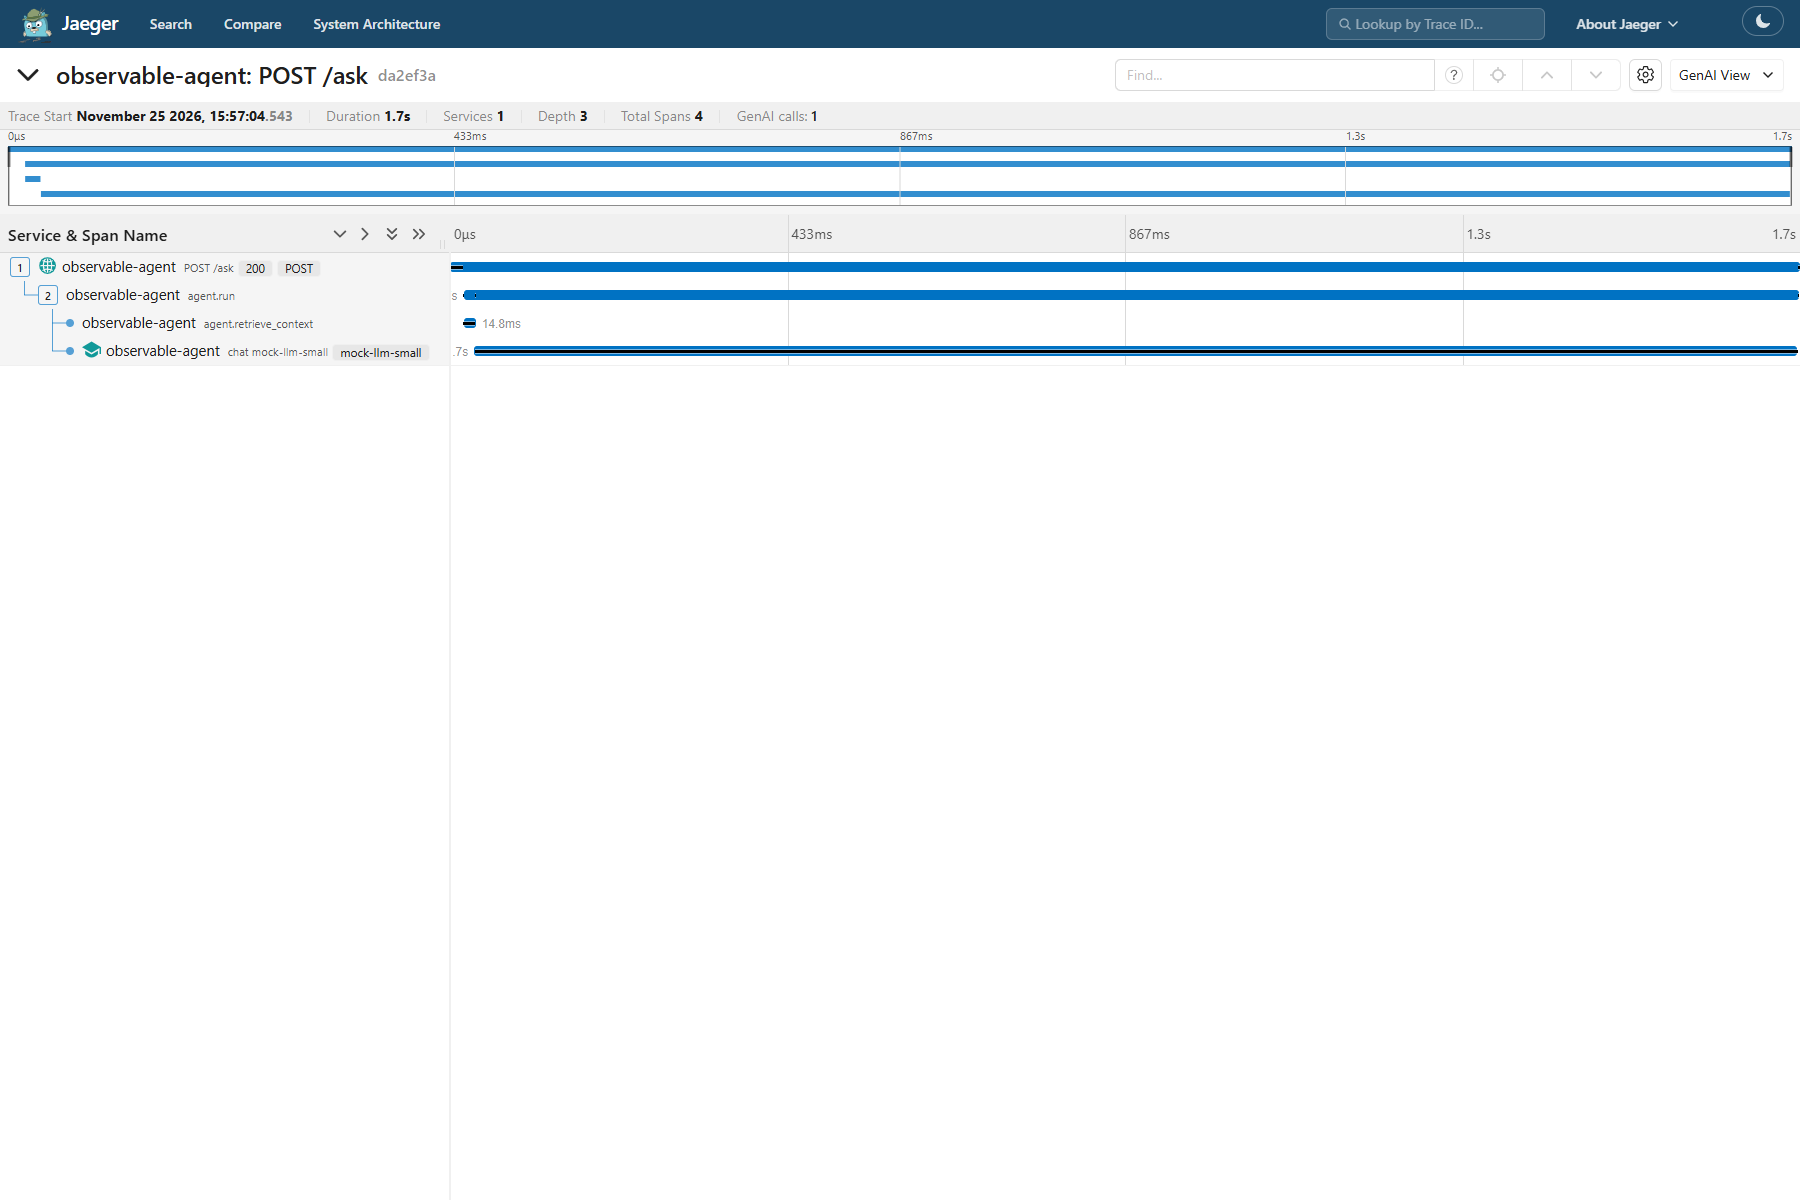 Jaeger Search Compare System Architecture Lookup by Trace ID... About Jaeger
observable-agent: POST /ask da2ef3a Find... ? GenAI View
Trace Start November 25 2026, 15:57:04.543 Duration 1.7s Services 1 Depth 3 Total Spans 4 GenAI calls: 1
0μs 433ms 867ms 1.3s 1.7s
Service & Span Name 0μs 433ms 867ms 1.3s 1.7s
1 observable-agent POST /ask 200 POST
2 observable-agent agent.run s
observable-agent agent.retrieve_context 14.8ms
observable-agent chat mock-llm-small mock-llm-small .7s